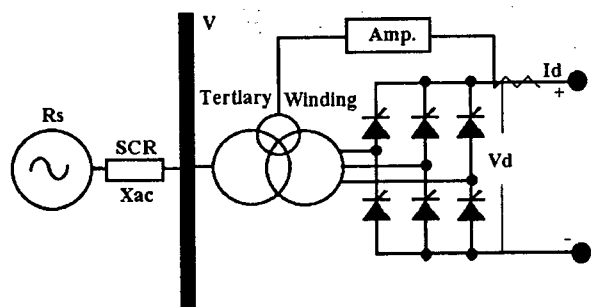 V
Amp.
Tertiary Winding
Id
+
Rs
SCR
Xac
Vd
-